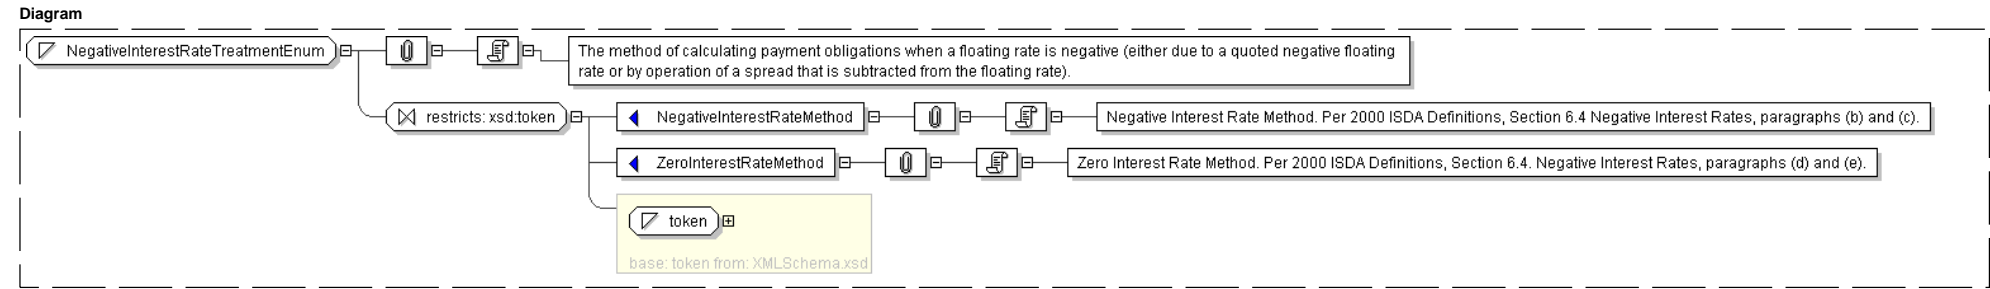 Diagram
NegativeInterestRateTreatmentEnum
The method of calculating payment obligations when a floating rate is negative (either due to a quoted negative floating
rate or by operation of a spread that is subtracted from the floating rate).
restricts: xsd:token
NegativeInterestRateMethod
Negative Interest Rate Method. Per 2000 ISDA Definitions, Section 6.4 Negative Interest Rates, paragraphs (b) and (c).
ZeroInterestRateMethod
Zero Interest Rate Method. Per 2000 ISDA Definitions, Section 6.4. Negative Interest Rates, paragraphs (d) and (e).
token
base: token from: XMLSchema.xsd